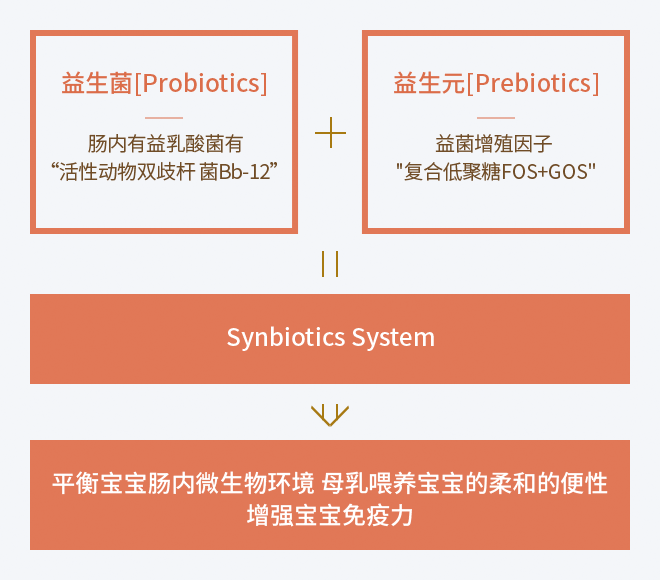 益生菌[Probiotics]
肠内有益乳酸菌有
“活性动物双歧杆 菌Bb-12”
益生元[Prebiotics]
益菌增殖因子
"复合低聚糖FOS+GOS"
Synbiotics System
平衡宝宝肠内微生物环境 母乳喂养宝宝的柔和的便性
增强宝宝免疫力